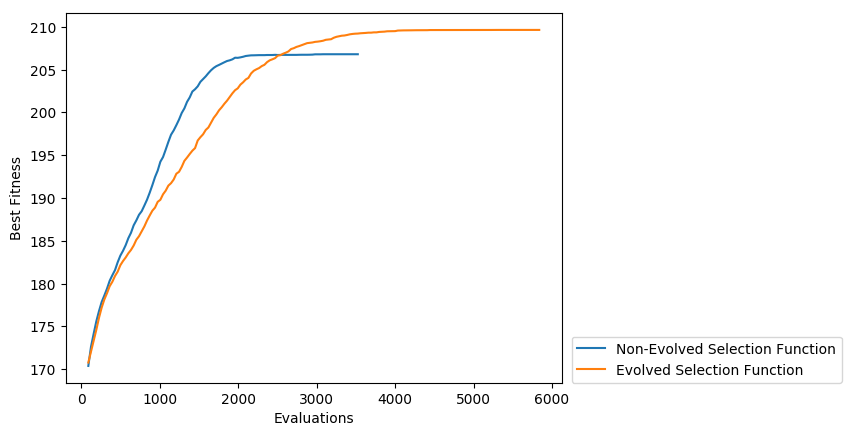 210
205
200
195
190
185
180
175
170
Best Fitness
0 1000 2000 3000 4000 5000 6000
Evaluations
Non-Evolved Selection Function
Evolved Selection Function